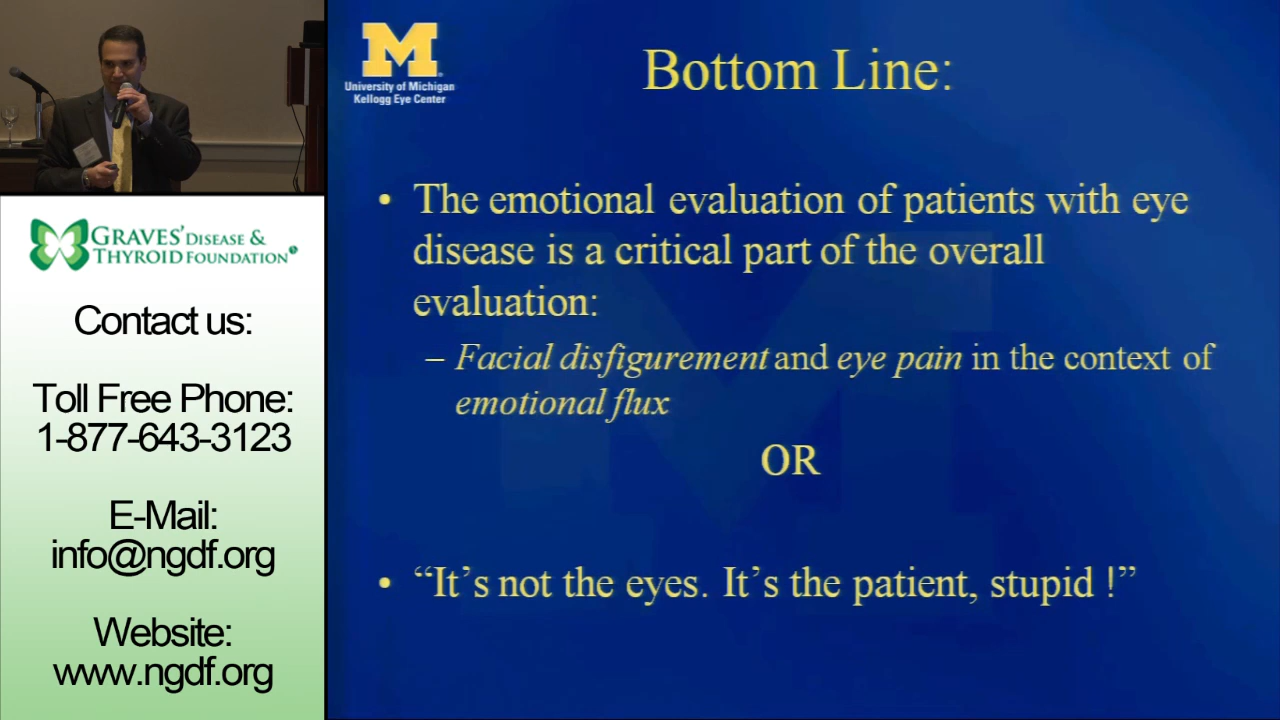 GRAVES' DISEASE &
THYROID FOUNDATION
Contact us:
Toll Free Phone:
1-877-643-3123
E-Mail:
info@ngdf.org
Website:
www.ngdf.org
M
University of Michigan
Kellogg Eye Center
Bottom Line:
• The emotional evaluation of patients with eye
disease is a critical part of the overall
evaluation:
– Facial disfigurement and eye pain in the context of
emotional flux
OR
• “It’s not the eyes. It’s the patient, stupid !”